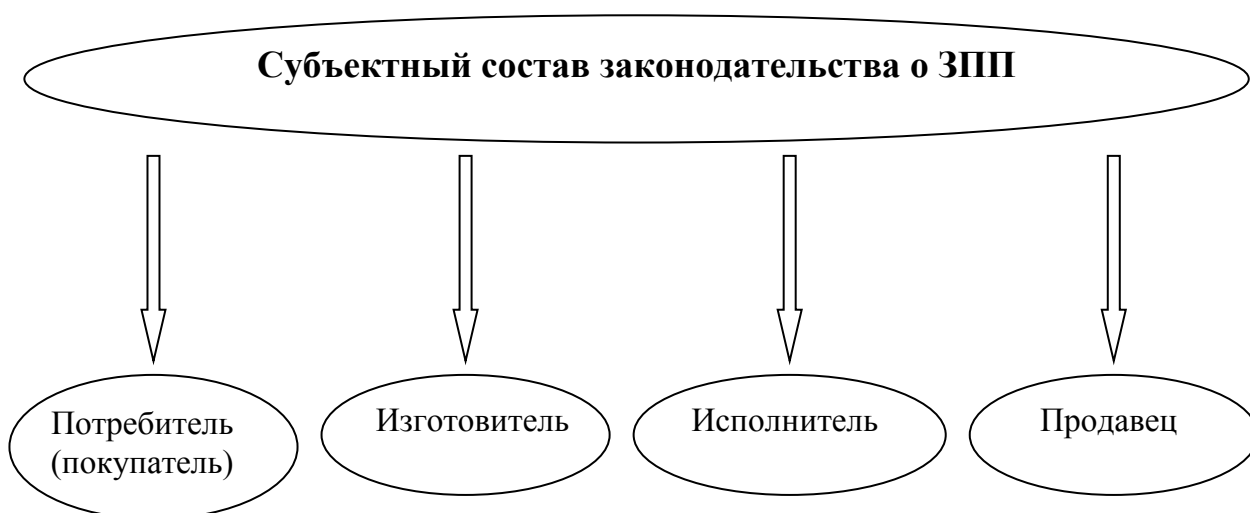 Субъектный состав законодательства о ЗПП
Потребитель
(покупатель)
Изготовитель
Исполнитель
Продавец